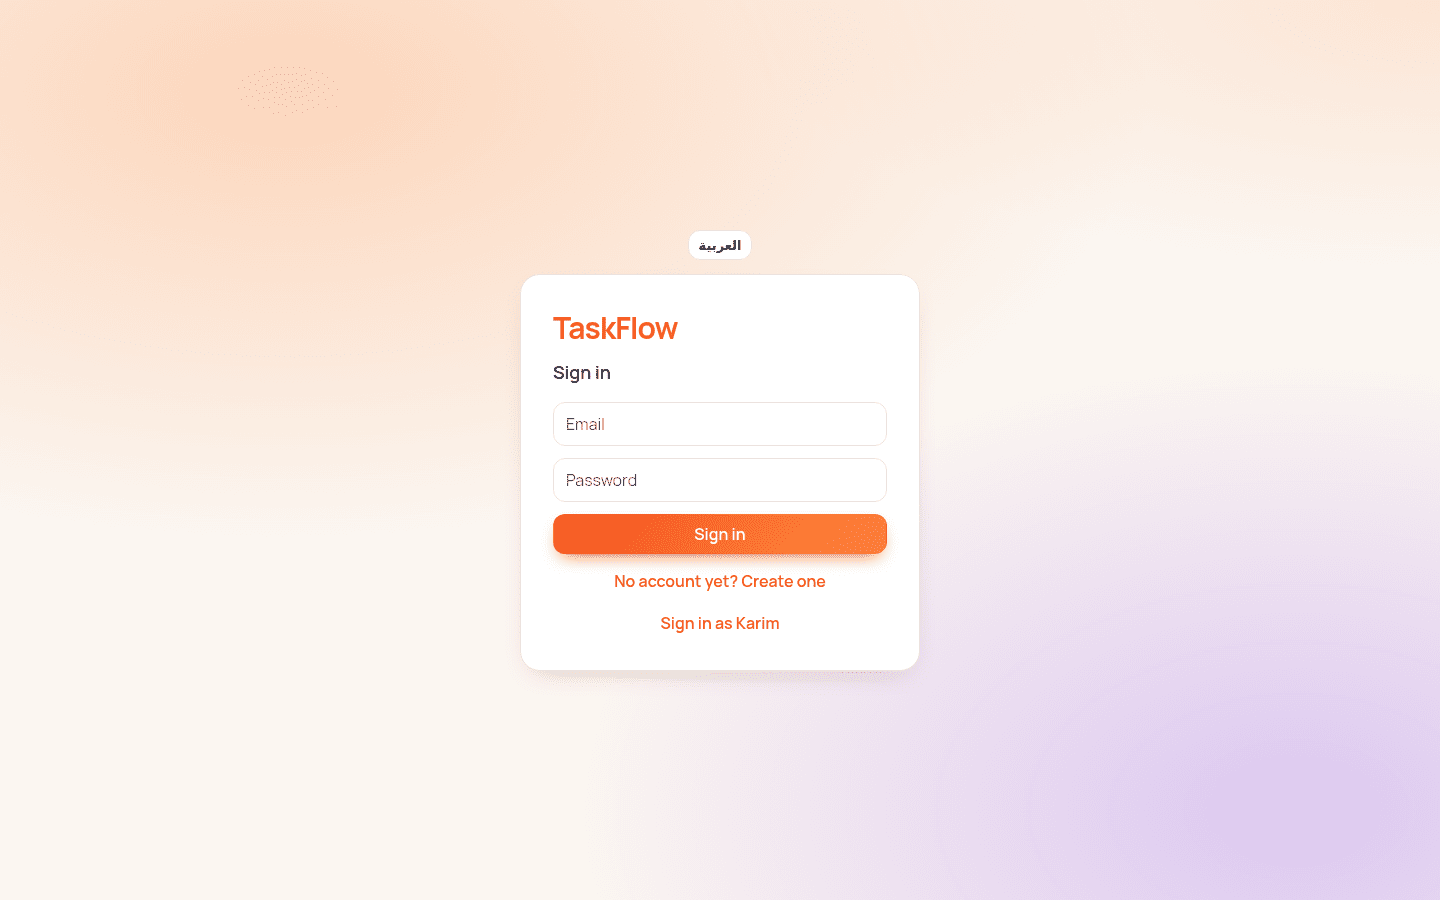 العربية
TaskFlow
Sign in
Email
Password
Sign in
No account yet? Create one
Sign in as Karim